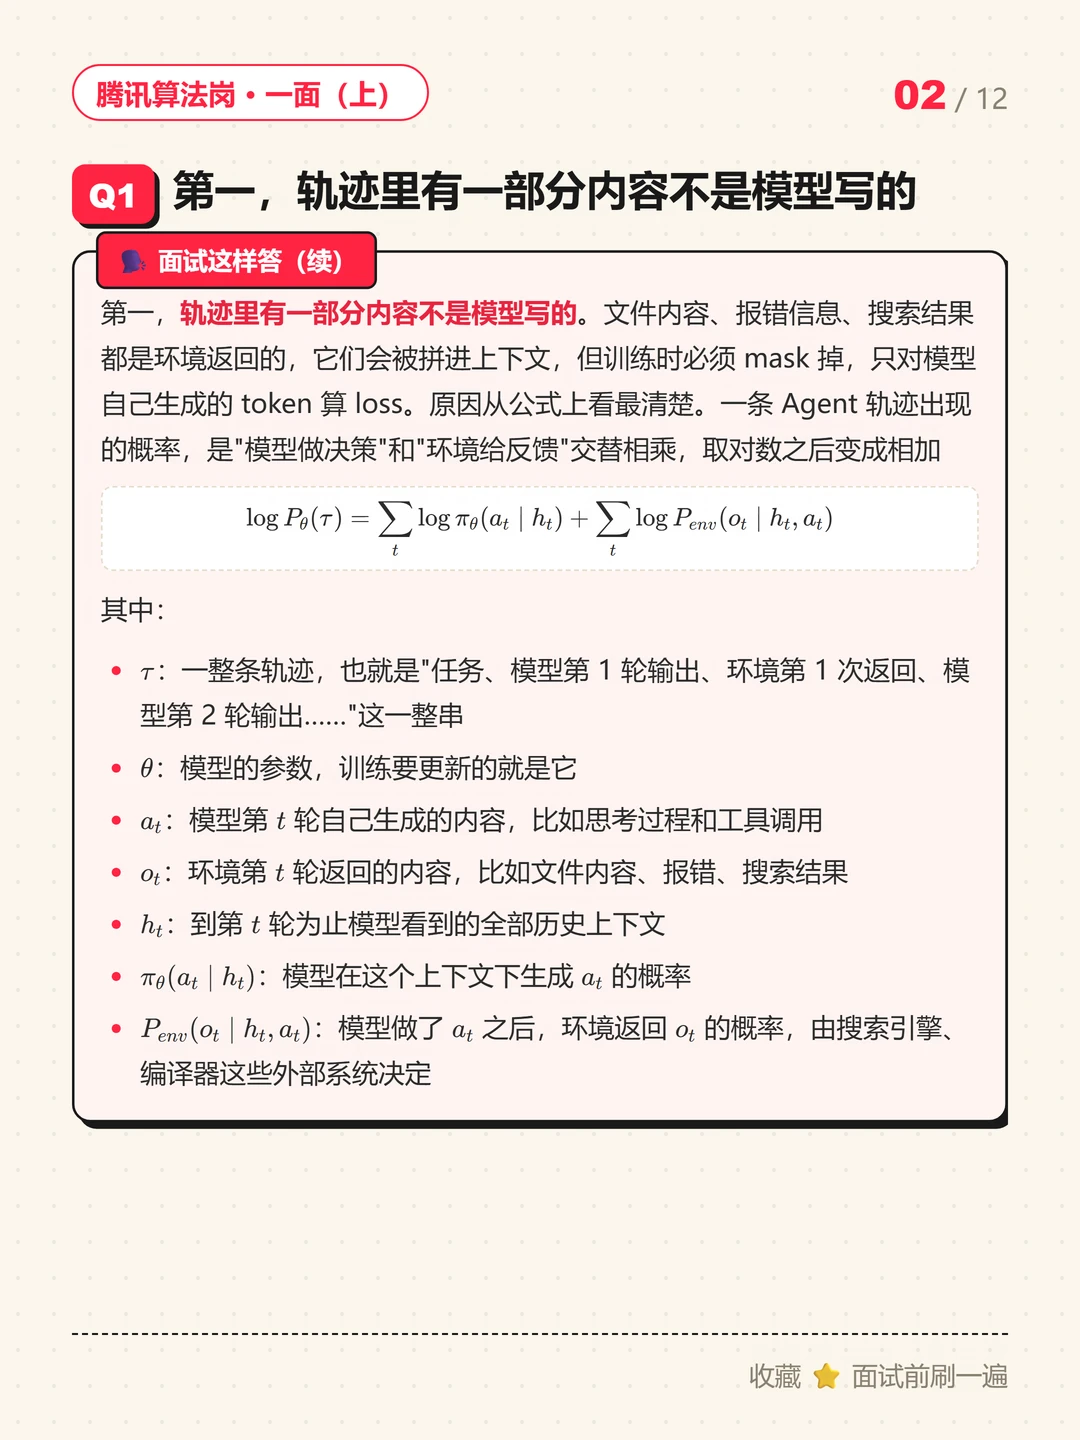 腾讯算法岗·一面（上）
02 / 12
Q1 第一，轨迹里有一部分内容不是模型写的
面试这样答（续）
第一，轨迹里有一部分内容不是模型写的。文件内容、报错信息、搜索结果
都是环境返回的，它们会被拼进上下文，但训练时必须 mask 掉，只对模型
自己生成的 token 算 loss。原因从公式上看最清楚。一条 Agent 轨迹出现
的概率，是"模型做决策"和"环境给反馈"交替相乘，取对数之后变成相加
log P_θ(τ) = ∑_t log π_θ(a_t | h_t) + ∑_t log P_env(o_t | h_t, a_t)
其中：
• τ：一整条轨迹，也就是"任务、模型第 1 轮输出、环境第 1 次返回、模
型第 2 轮输出……"这一整串
• θ：模型的参数，训练要更新的就是它
• a_t：模型第 t 轮自己生成的内容，比如思考过程和工具调用
• o_t：环境第 t 轮返回的内容，比如文件内容、报错、搜索结果
• h_t：到第 t 轮为止模型看到的全部历史上下文
• π_θ(a_t | h_t)：模型在这个上下文下生成 a_t 的概率
• P_env(o_t | h_t, a_t)：模型做了 a_t 之后，环境返回 o_t 的概率，由搜索引擎、
编译器这些外部系统决定
收藏 ⭐ 面试前刷一遍